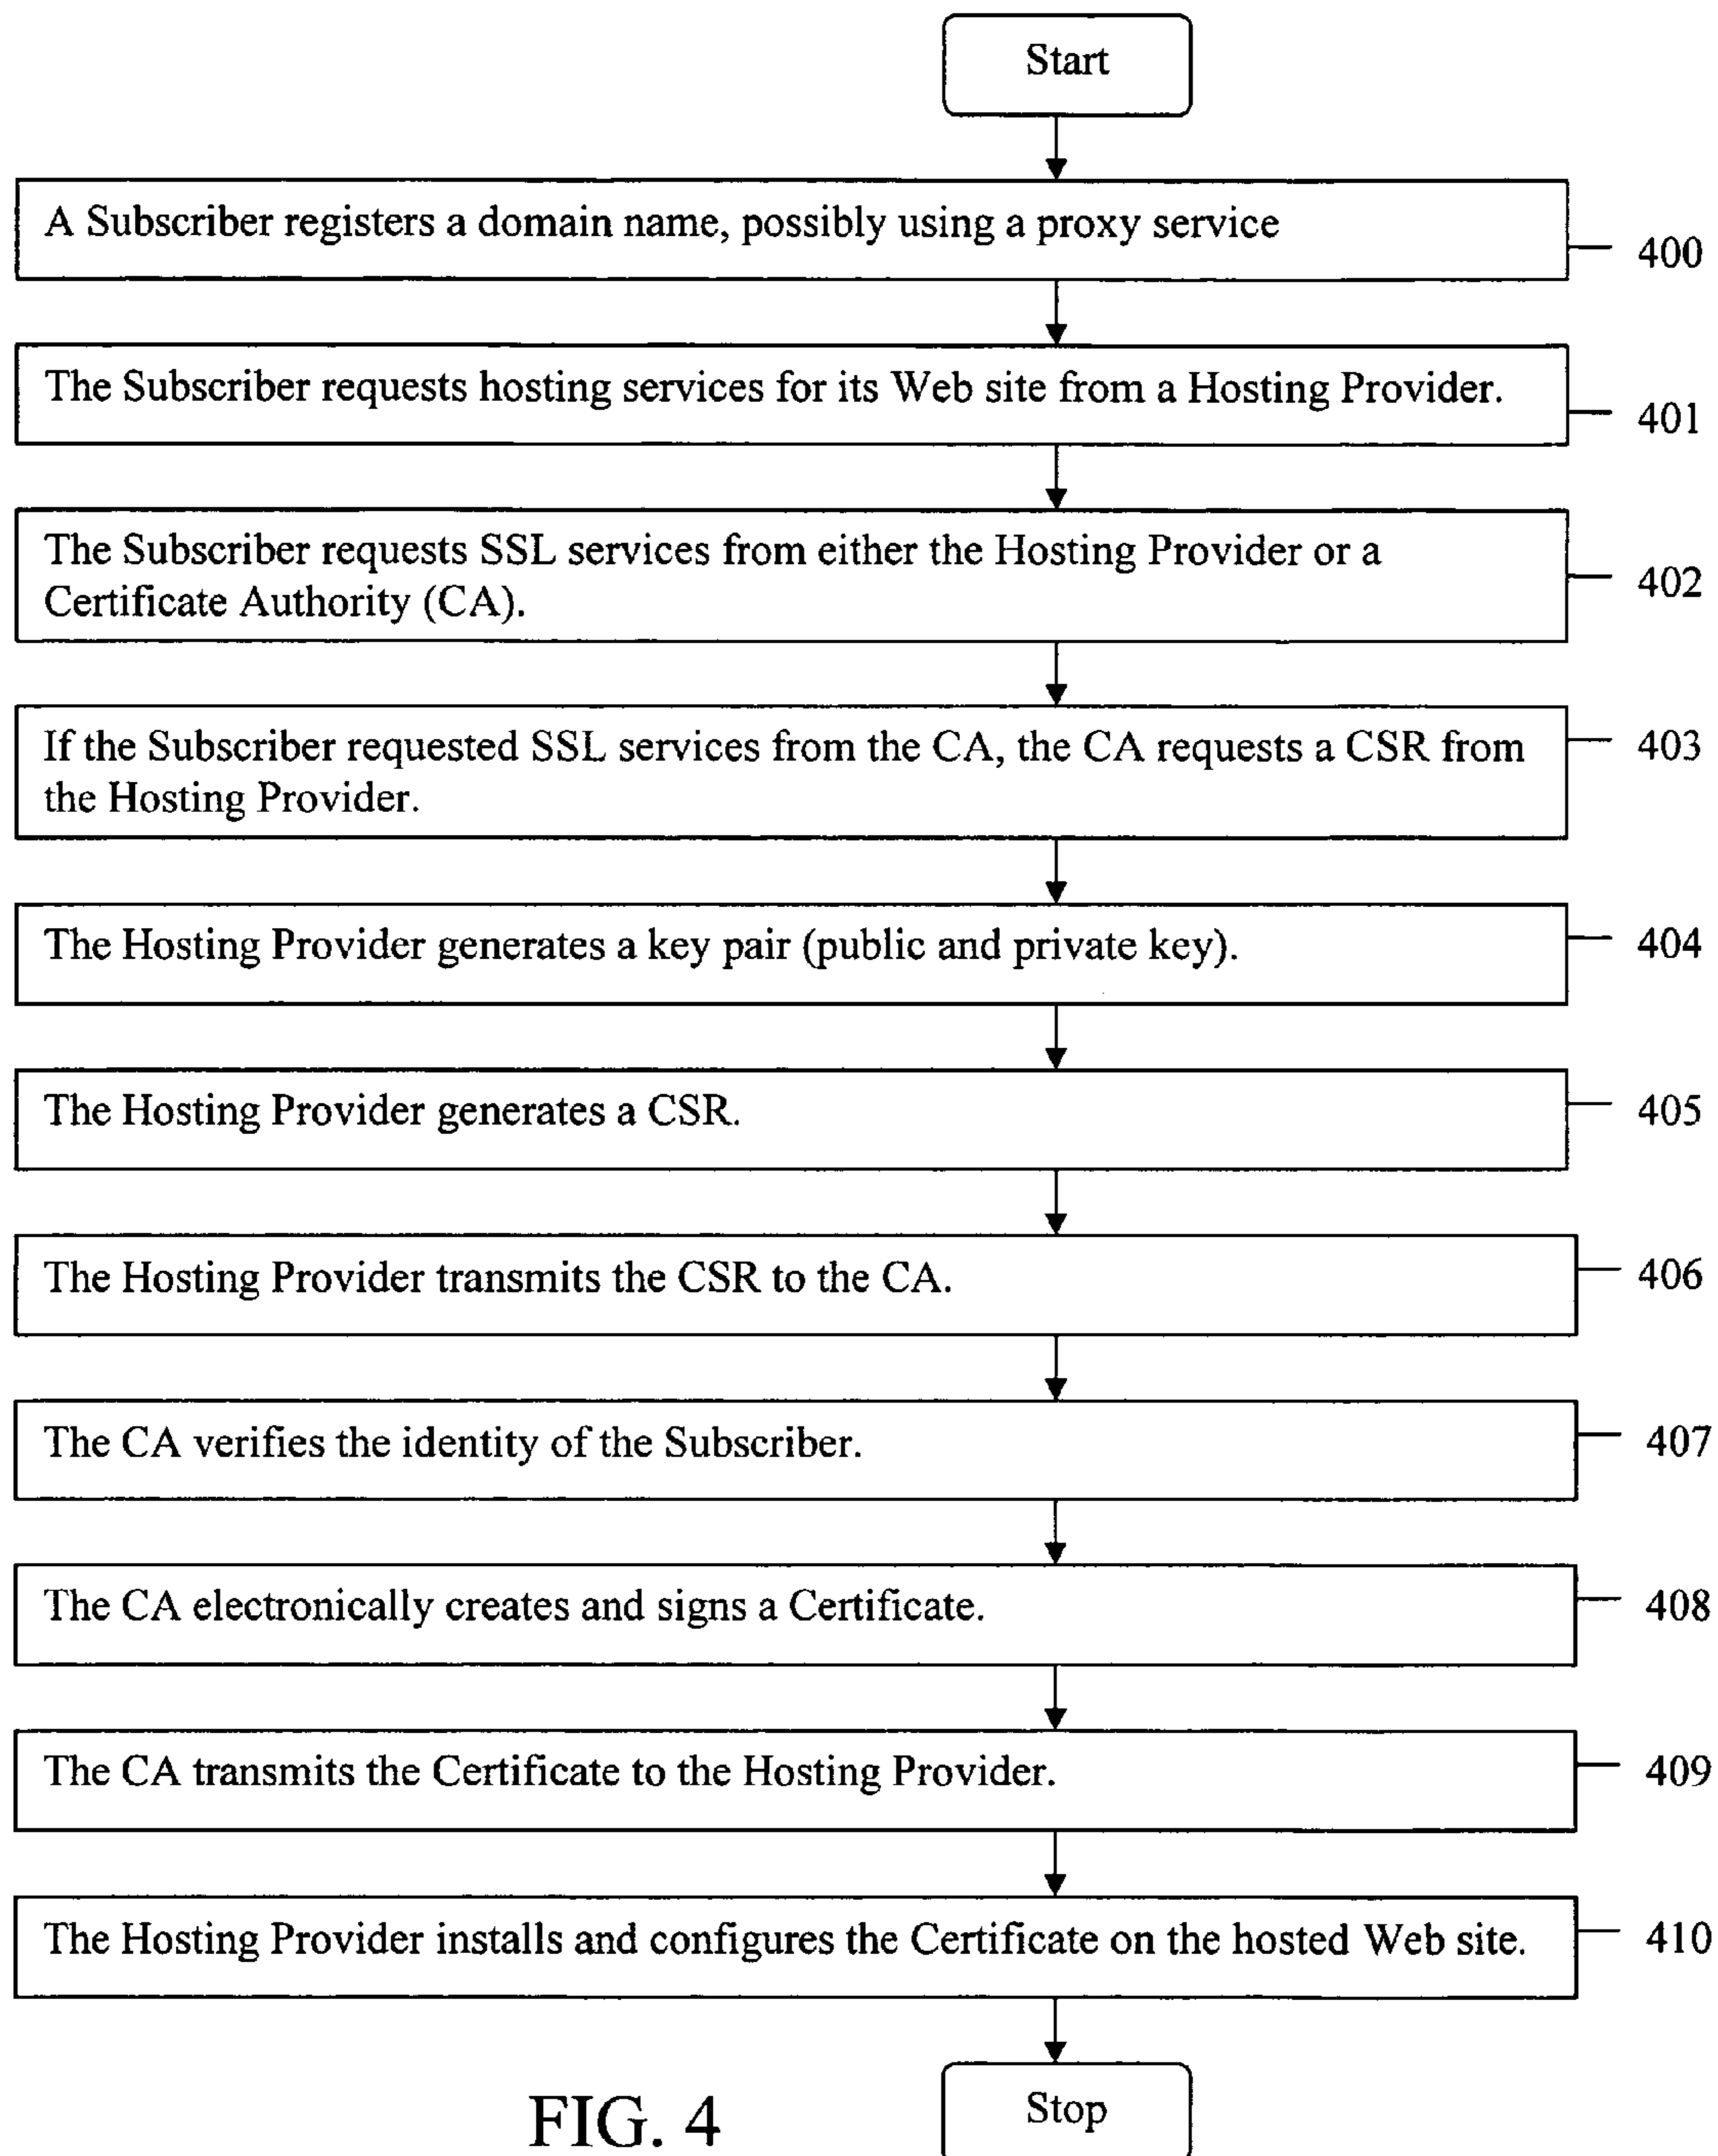 Start
A Subscriber registers a domain name, possibly using a proxy service
400
The Subscriber requests hosting services for its Web site from a Hosting Provider.
401
The Subscriber requests SSL services from either the Hosting Provider or a
Certificate Authority (CA).
402
If the Subscriber requested SSL services from the CA, the CA requests a CSR from
the Hosting Provider.
403
The Hosting Provider generates a key pair (public and private key).
404
The Hosting Provider generates a CSR.
405
The Hosting Provider transmits the CSR to the CA.
406
The CA verifies the identity of the Subscriber.
407
The CA electronically creates and signs a Certificate.
408
The CA transmits the Certificate to the Hosting Provider.
409
The Hosting Provider installs and configures the Certificate on the hosted Web site.
410
Stop
FIG. 4